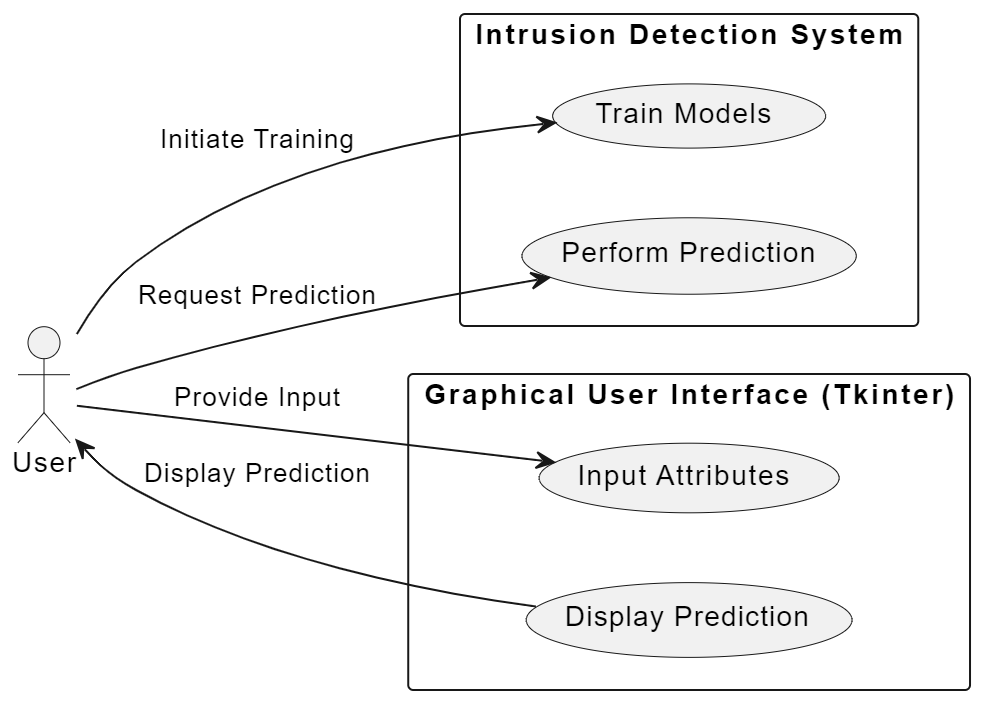 Intrusion Detection System
Train Models
Initiate Training
Perform Prediction
Request Prediction
Graphical User Interface (Tkinter)
Provide Input
User
Input Attributes
Display Prediction
Display Prediction